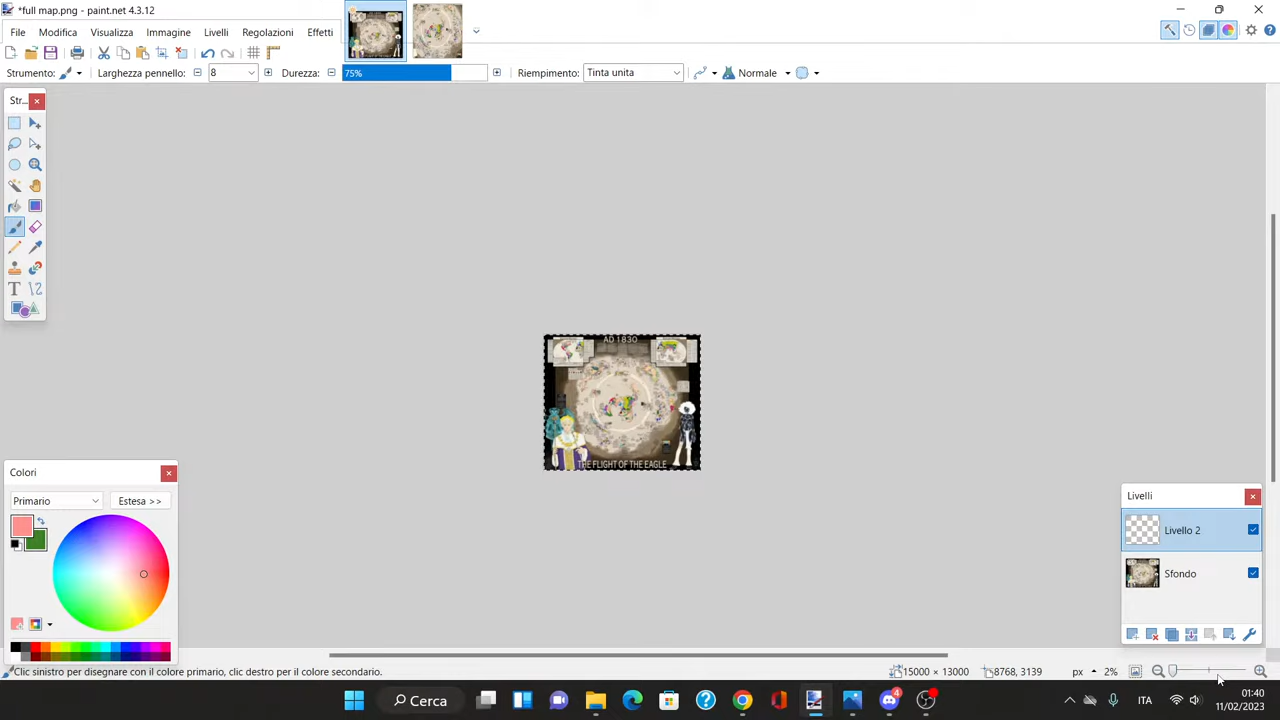 *full map.png - paint.net 4.3.12
File Modifica Visualizza Immagine Livelli Regolazioni Effetti
Strumento: Larghezza pennello: 8 Durezza: 75% Riempimento: Tinta unita Normale
Str...
AD 1830
THE FLIGHT OF THE EAGLE
Colori
Primario Estesa >>
Livelli
Livello 2
Sfondo
Clic sinistro per disegnare con il colore primario, clic destro per il colore secondario. 15000 × 13000 8768, 3139 px 2%
Cerca 4 ITA 01:40
11/02/2023